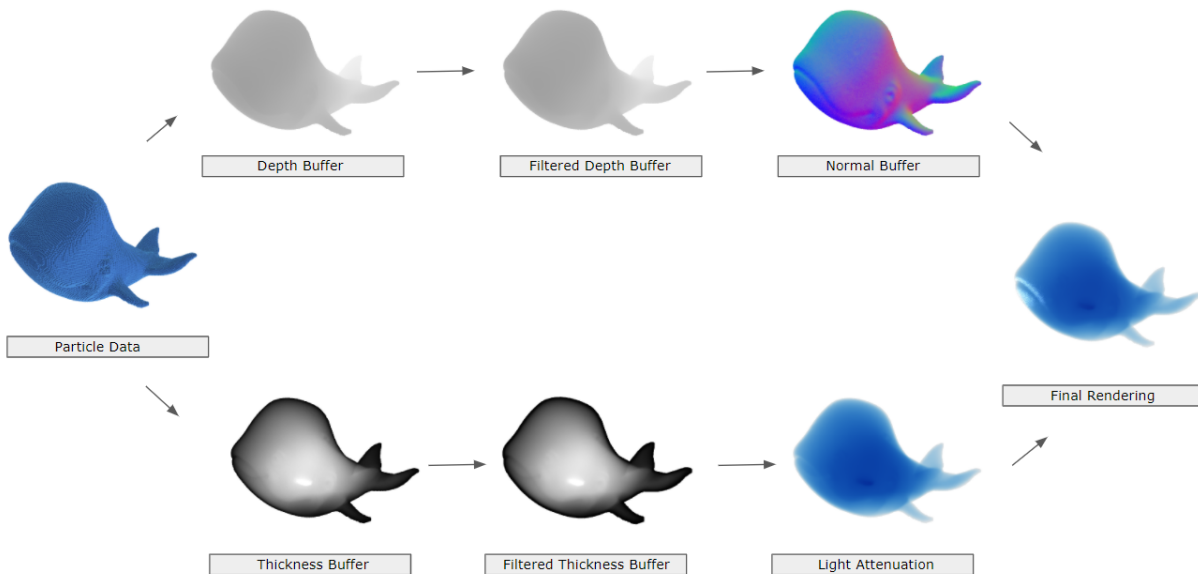 Depth Buffer
Filtered Depth Buffer
Normal Buffer
Particle Data
Final Rendering
Thickness Buffer
Filtered Thickness Buffer
Light Attenuation